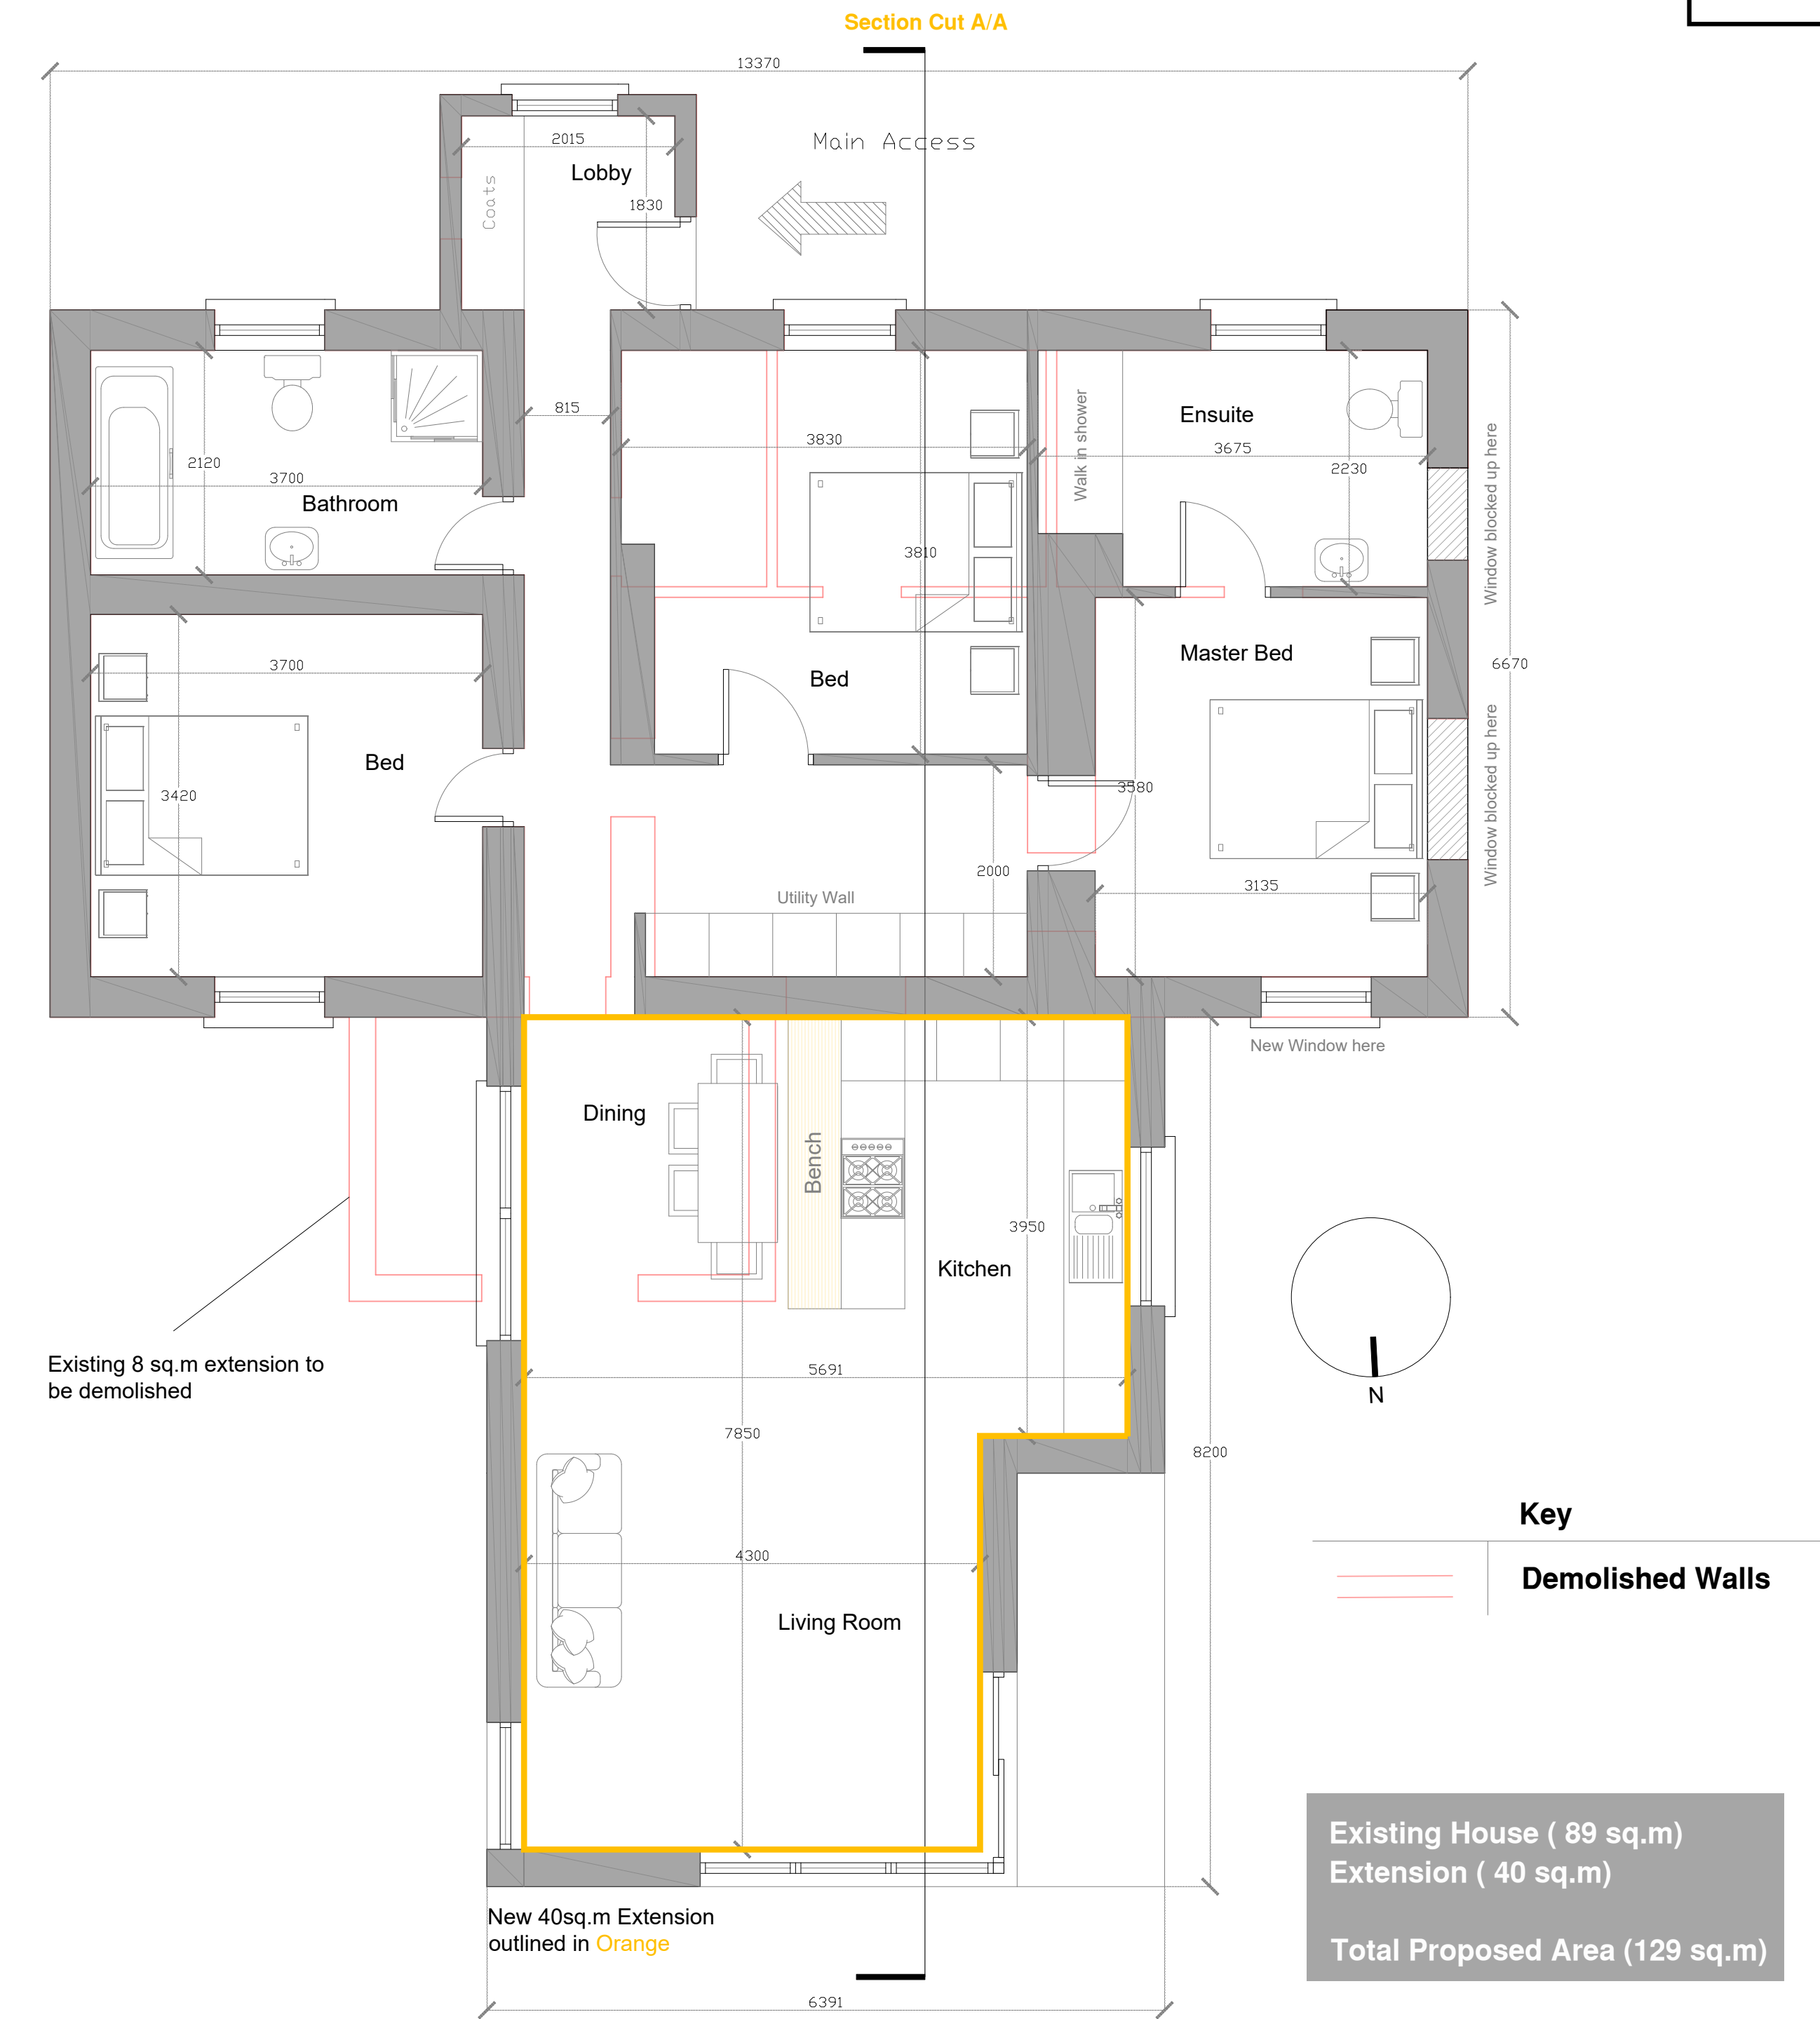 Section Cut A/A
13370
Main Access
2015
Lobby
Coats
1830
815
3830
Walk in shower
Ensuite
3675
2230
Window blocked up here
2120
3700
Bathroom
3810
Master Bed
6670
3700
Bed
Bed
3420
3580
Window blocked up here
2000
3135
Utility Wall
New Window here
Dining
Bench
3950
Kitchen
Existing 8 sq.m extension to
be demolished
5691
N
7850
8200
4300
Living Room
Key
Demolished Walls
Existing House ( 89 sq.m)
Extension ( 40 sq.m)
Total Proposed Area (129 sq.m)
New 40sq.m Extension
outlined in Orange
6391